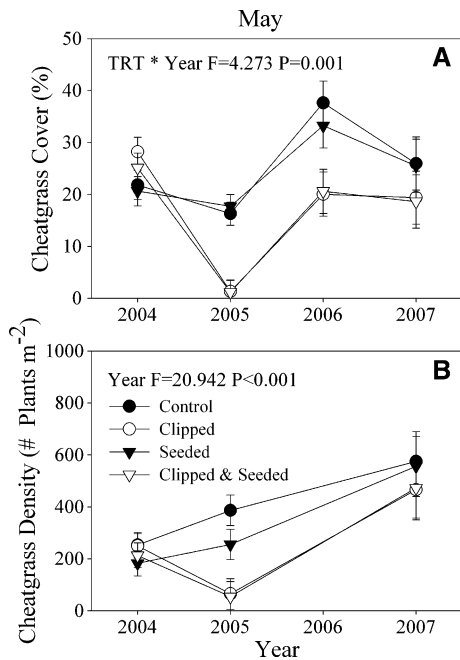 May
A
TRT * Year F=4.273 P=0.001
Cheatgrass Cover (%)
50
40
30
20
10
0
2004 2005 2006 2007
B
Year F=20.942 P<0.001
Control
Clipped
Seeded
Clipped & Seeded
Cheatgrass Density (# Plants m-2)
1000
800
600
400
200
0
2004 2005 2006 2007
Year